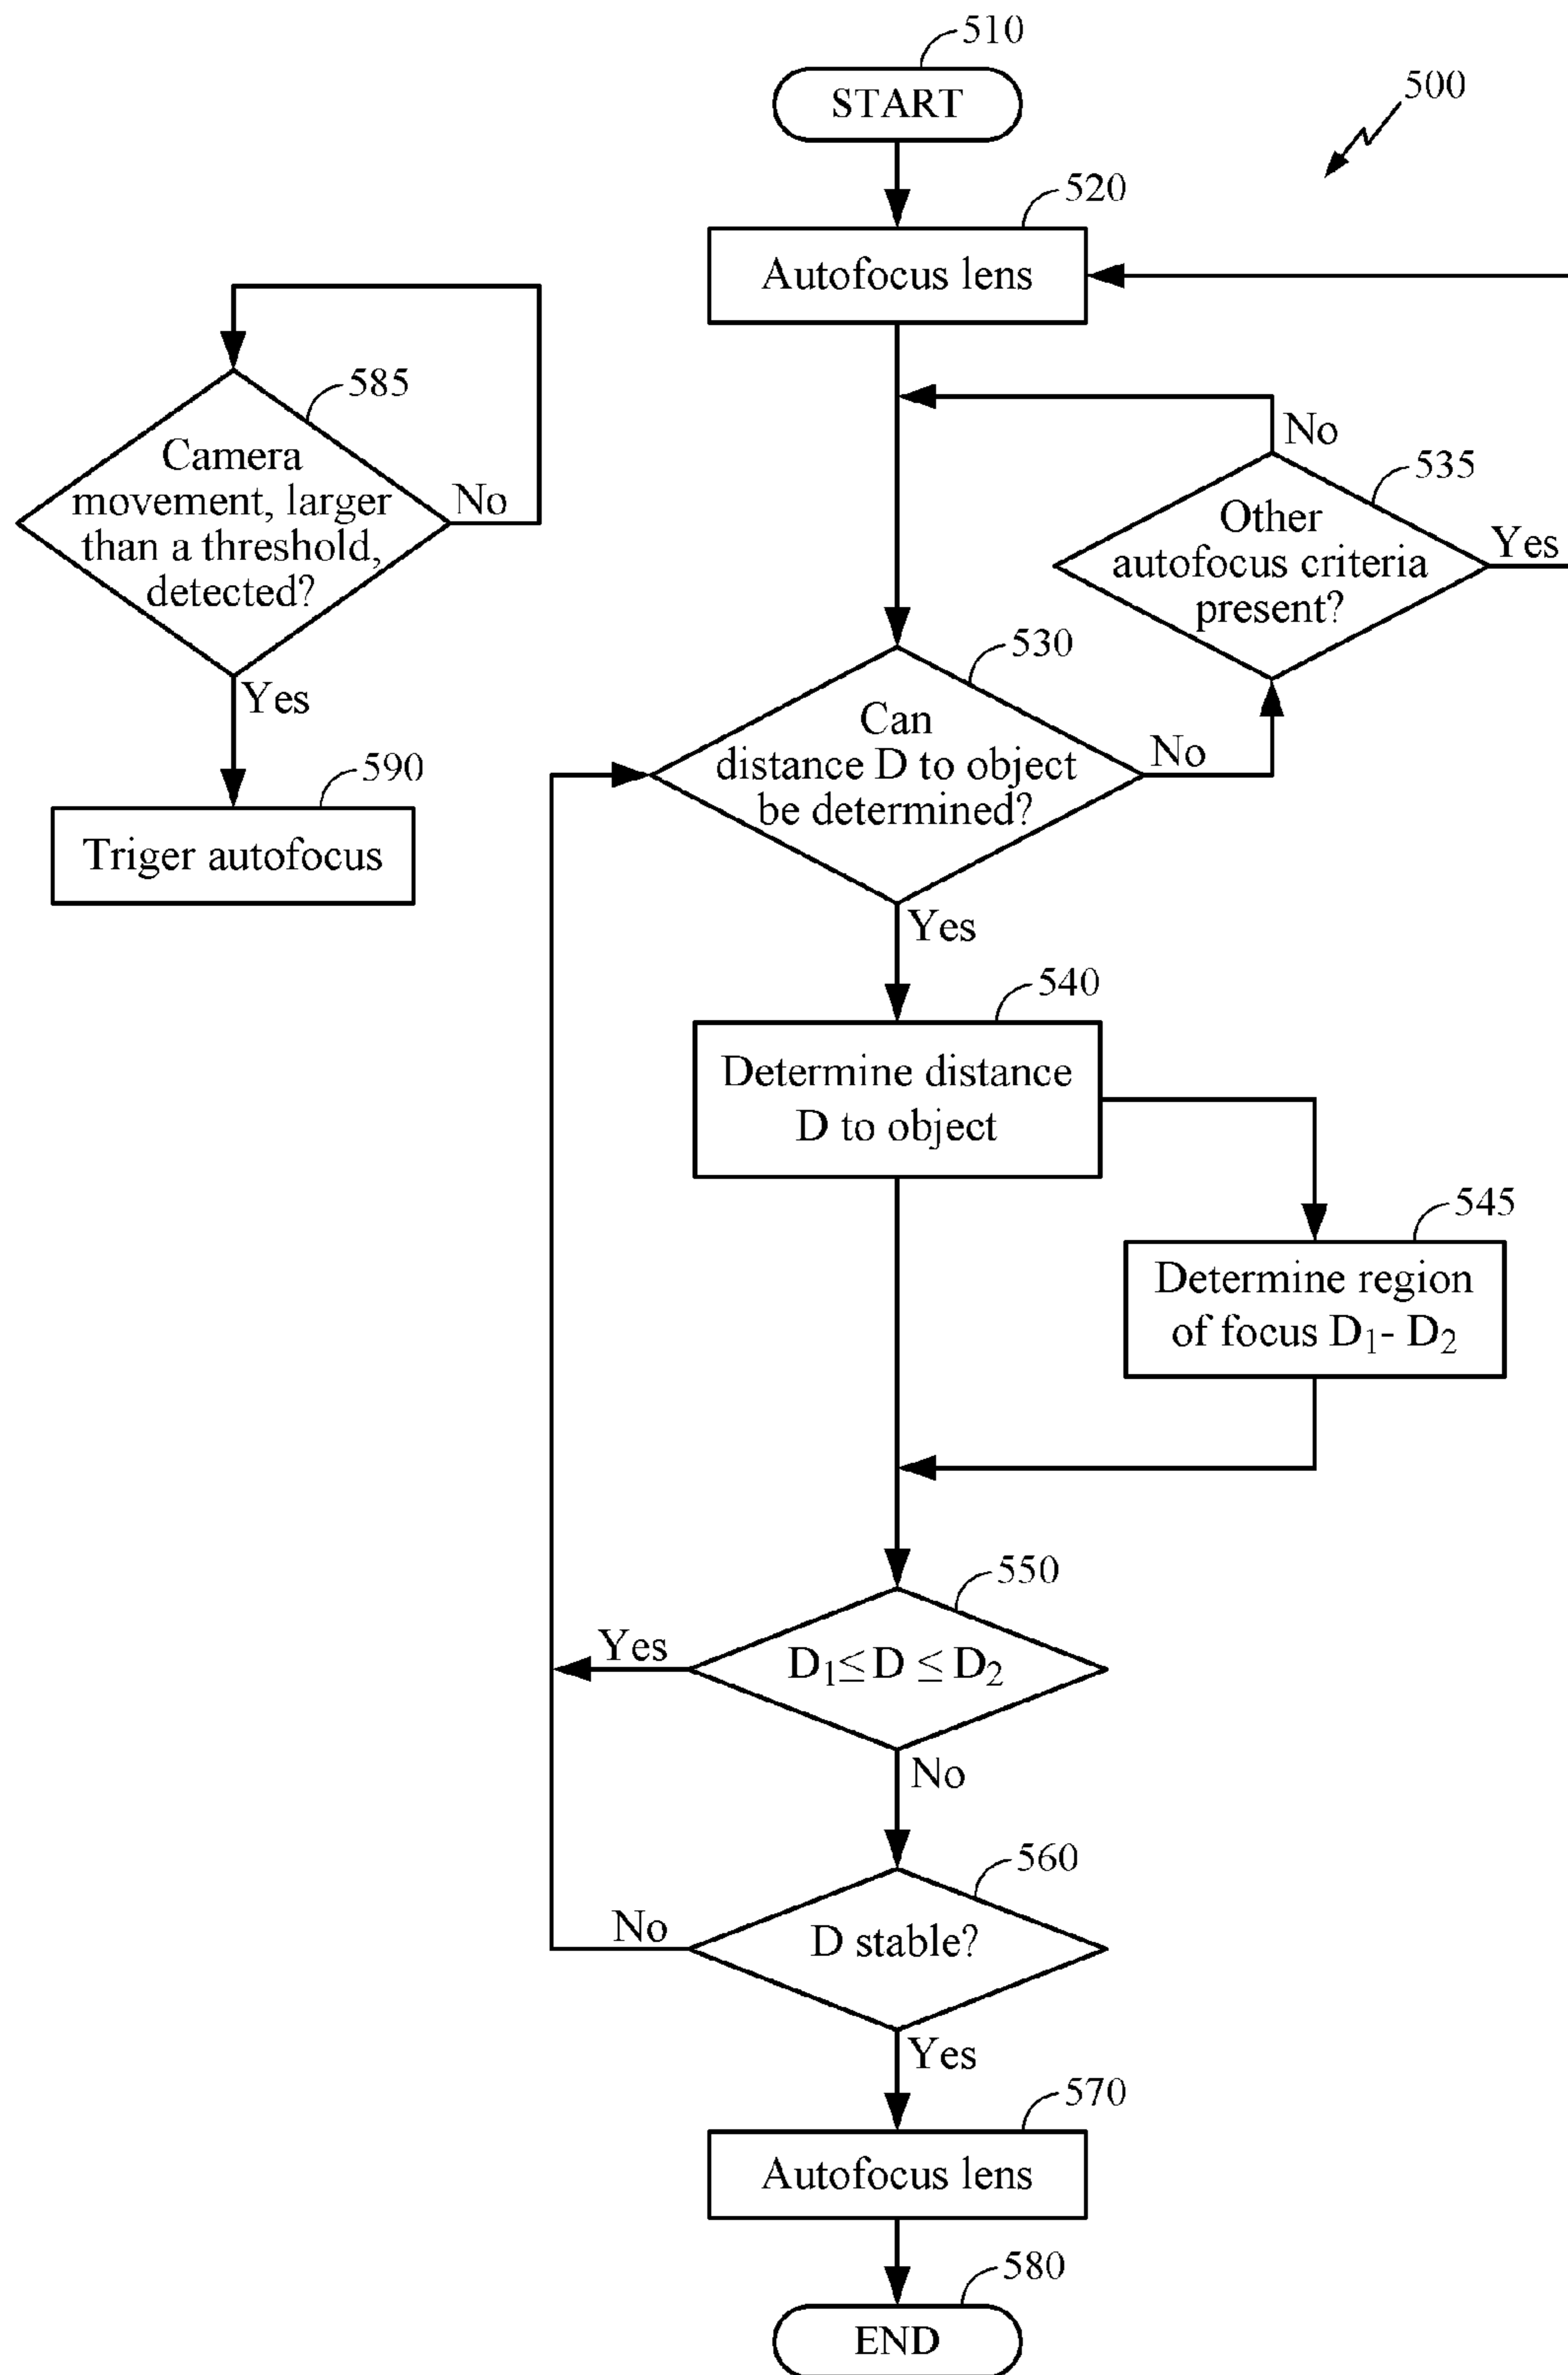 510
START
500
520
Autofocus lens
585
Camera
movement, larger
than a threshold,
detected?
No
Yes
590
Triger autofocus
No
535
Other
autofocus criteria
present?
Yes
530
Can
distance D to object
be determined?
No
Yes
540
Determine distance
D to object
545
Determine region
of focus D₁- D₂
550
D₁≤ D ≤ D₂
Yes
No
560
D stable?
No
Yes
570
Autofocus lens
580
END